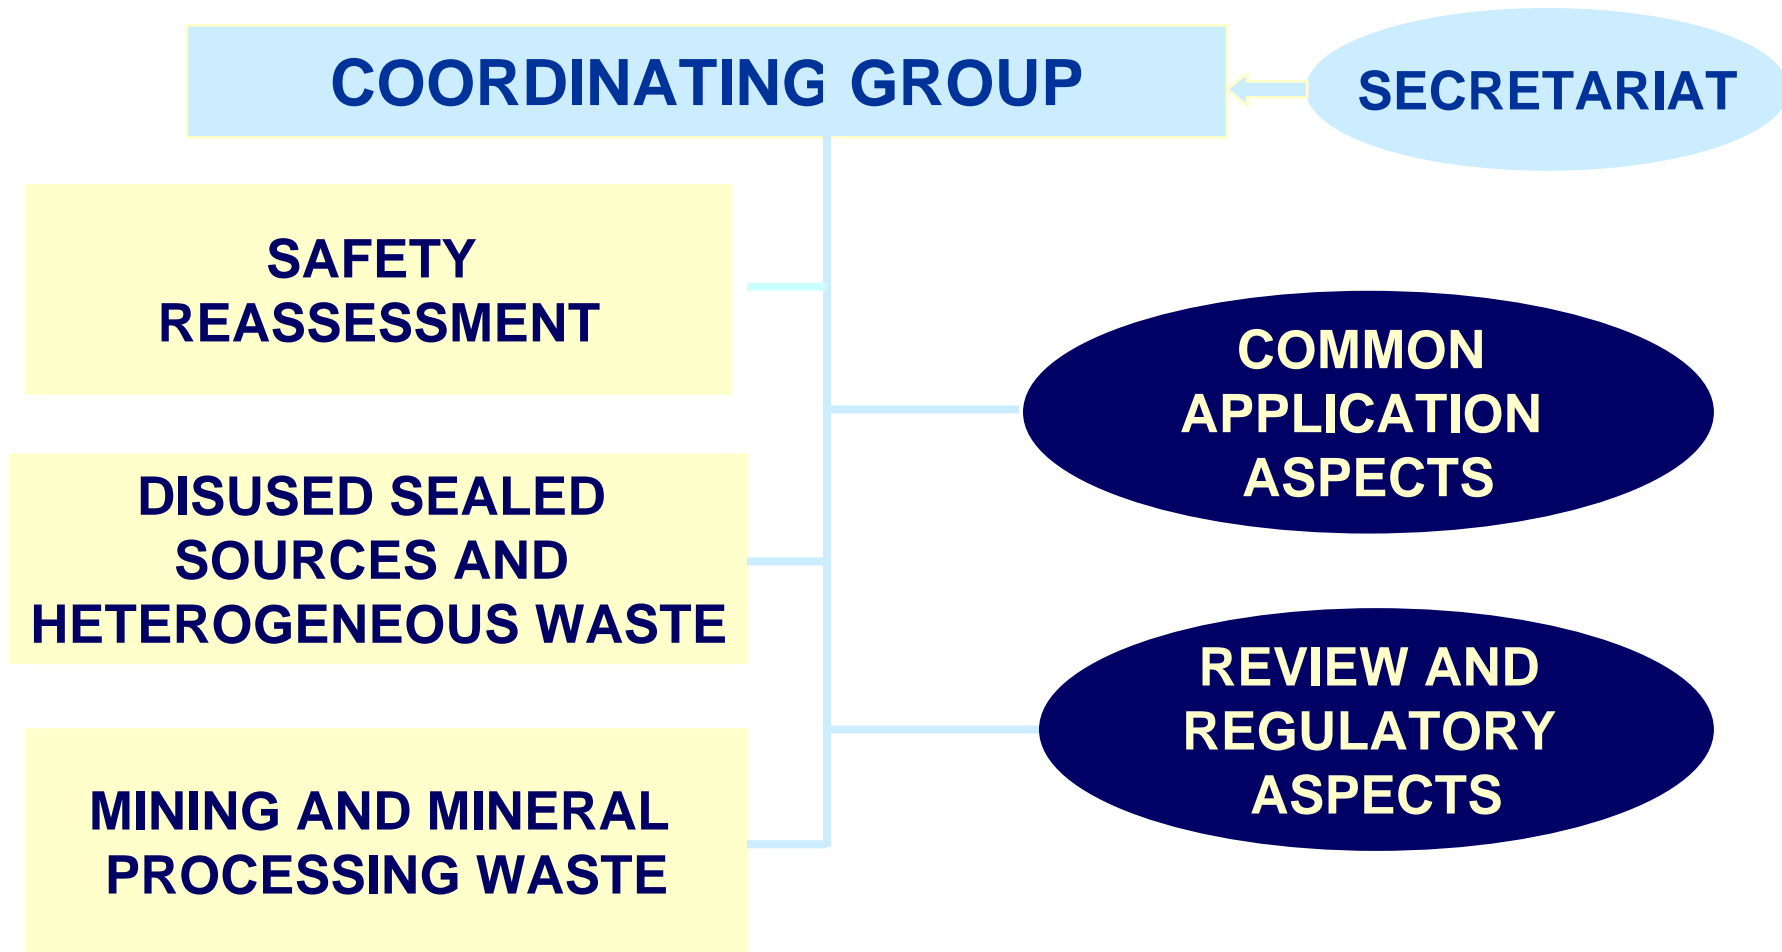 COORDINATING GROUP
SECRETARIAT
SAFETY
REASSESSMENT
COMMON
APPLICATION
ASPECTS
DISUSED SEALED
SOURCES AND
HETEROGENEOUS WASTE
REVIEW AND
REGULATORY
ASPECTS
MINING AND MINERAL
PROCESSING WASTE